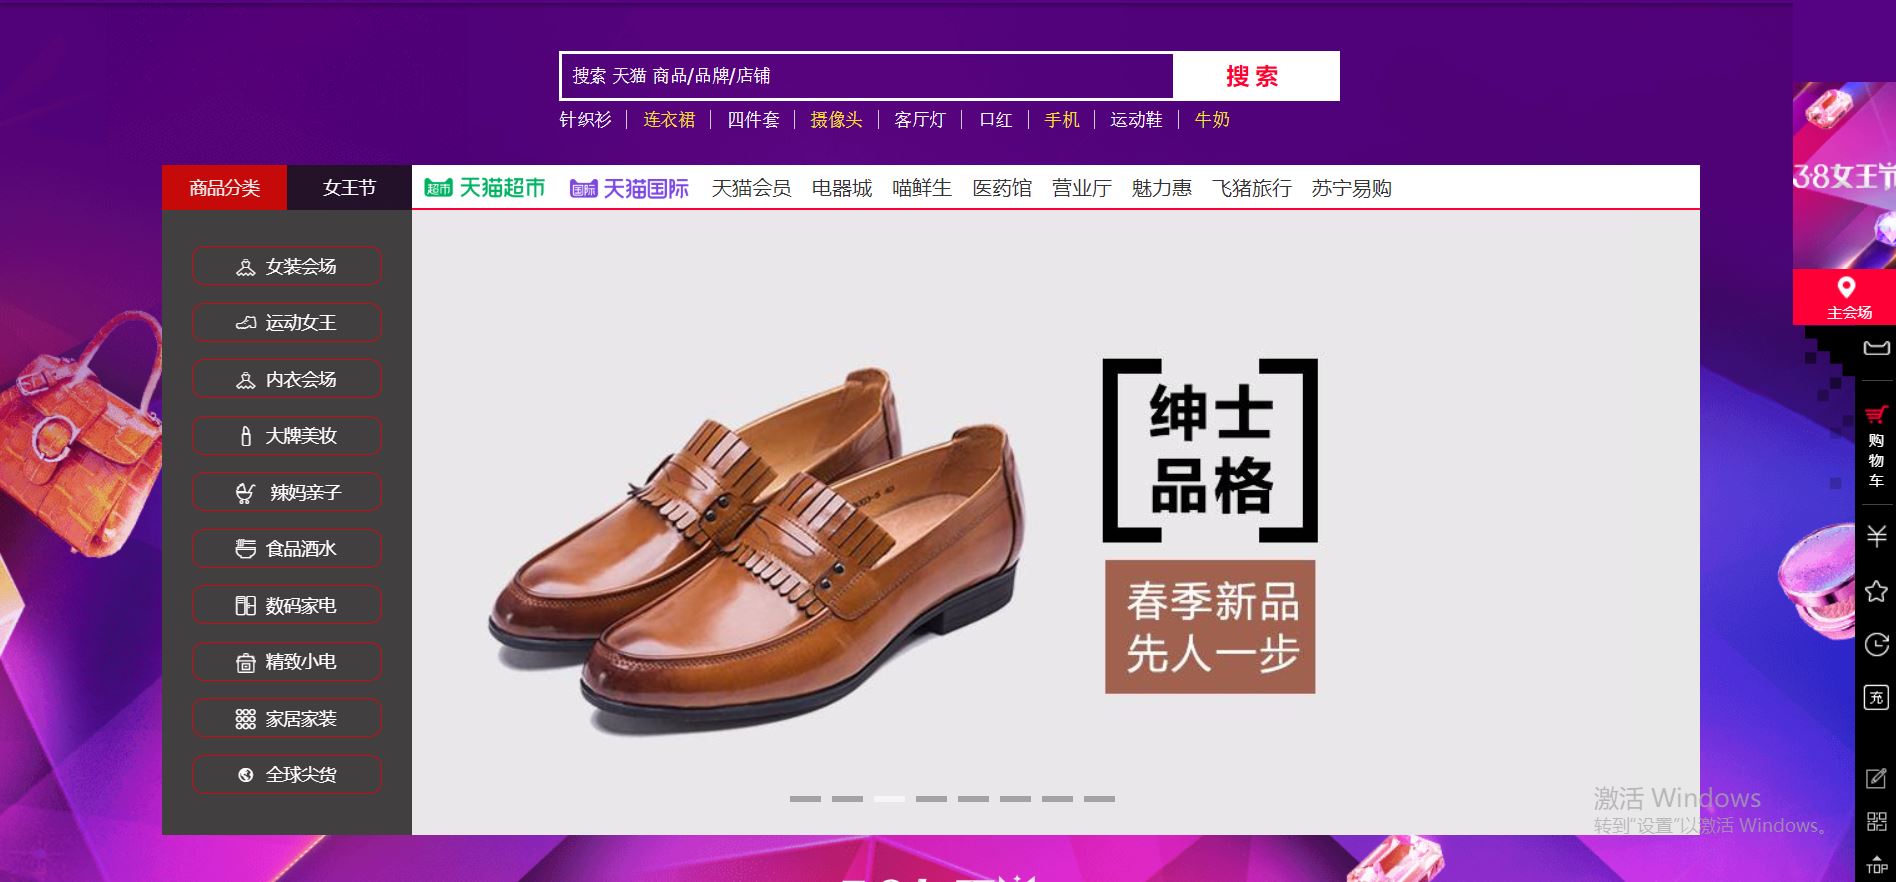 搜索 天猫 商品/品牌/店铺
搜索
针织衫 连衣裙 四件套 摄像头 客厅灯 口红 手机 运动鞋 牛奶
商品分类 女王节 超市 天猫超市 国际 天猫国际 天猫会员 电器城 喵鲜生 医药馆 营业厅 魅力惠 飞猪旅行 苏宁易购
女装会场
运动女王
内衣会场
大牌美妆
辣妈亲子
食品酒水
数码家电
精致小电
家居家装
全球尖货
绅士
品格
春季新品
先人一步
3·8女王节
主会场
购
物
车
充
TOP
激活 Windows
转到“设置”以激活 Windows。